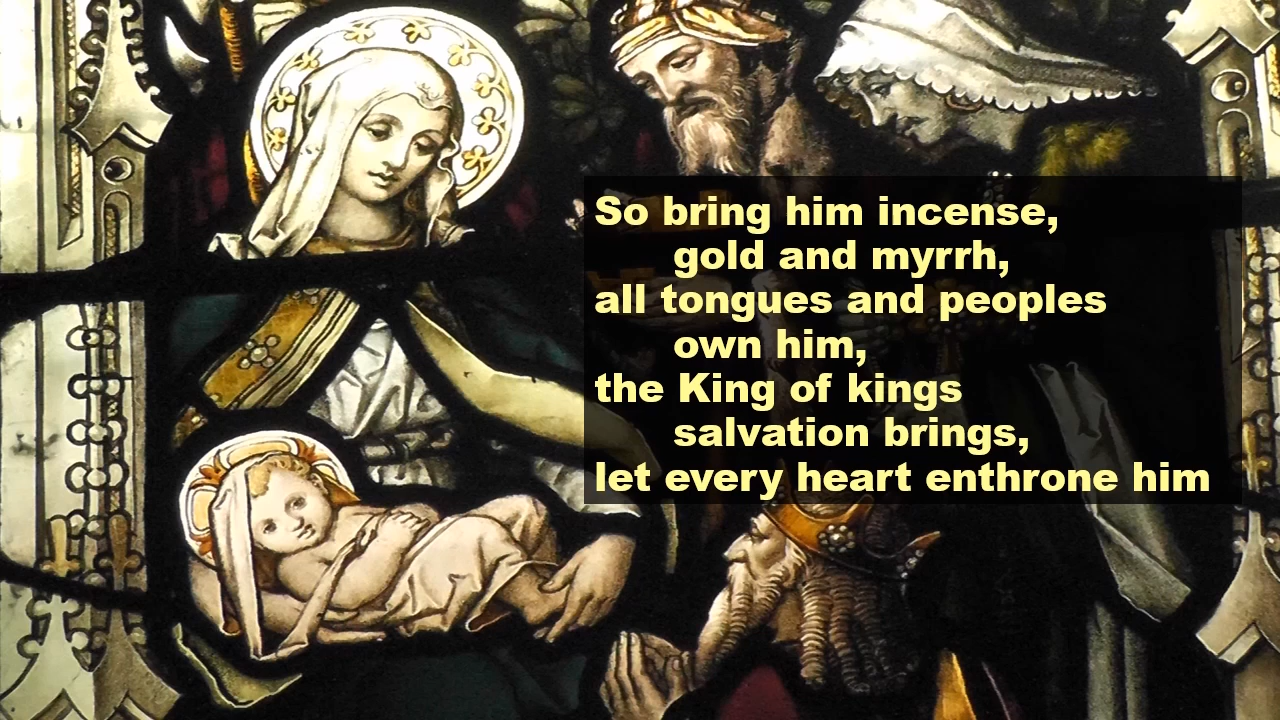 So bring him incense,
gold and myrrh,
all tongues and peoples
own him,
the King of kings
salvation brings,
let every heart enthrone him